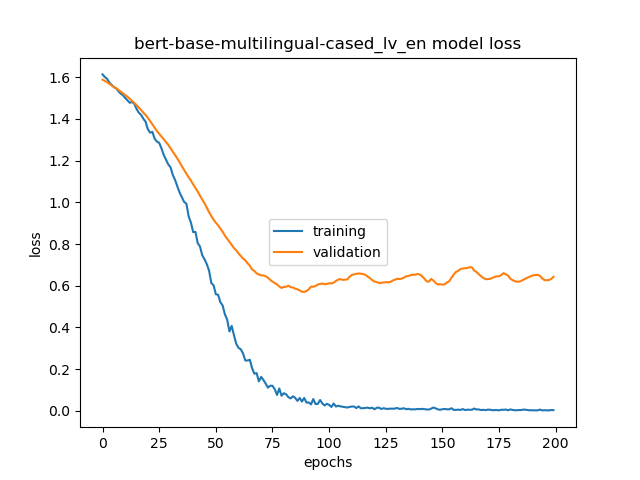 bert-base-multilingual-cased_lv_en model loss
loss
1.6
1.4
1.2
1.0
0.8
0.6
0.4
0.2
0.0
training
validation
0 25 50 75 100 125 150 175 200
epochs